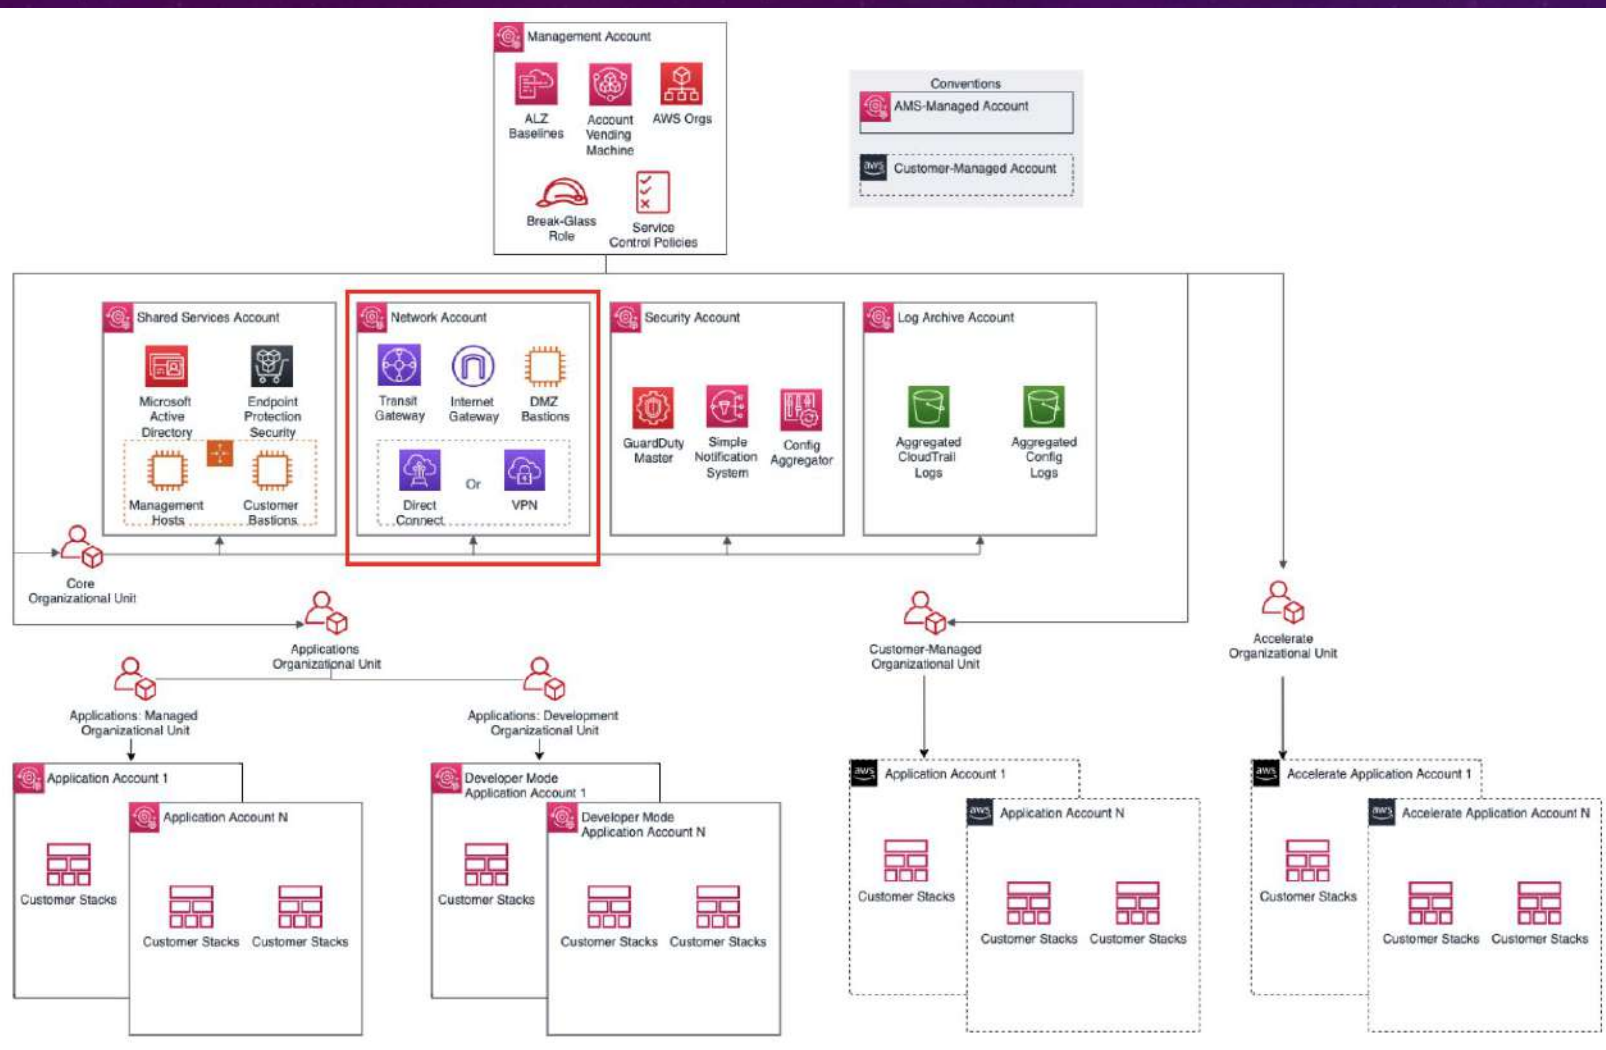 Management Account
ALZ
Baselines
Account
Vending
Machine
AWS Orgs
Break-Glass
Role
Service
Control Policies
Conventions
AMS-Managed Account
aws
Customer-Managed Account
Shared Services Account
Microsoft
Active
Directory
Endpoint
Protection
Security
Management
Hosts
Customer
Bastions
Network Account
Transit
Gateway
Internet
Gateway
DMZ
Bastions
Direct
Connect
Or
VPN
Security Account
GuardDuty
Master
Simple
Notification
System
Config
Aggregator
Log Archive Account
Aggregated
CloudTrail
Logs
Aggregated
Config
Logs
Core
Organizational Unit
Applications
Organizational Unit
Customer-Managed
Organizational Unit
Accelerate
Organizational Unit
Applications: Managed
Organizational Unit
Applications: Development
Organizational Unit
Application Account 1
Customer Stacks
Application Account N
Customer Stacks
Customer Stacks
Developer Mode
Application Account 1
Customer Stacks
Developer Mode
Application Account N
Customer Stacks
Customer Stacks
aws
Application Account 1
Customer Stacks
aws
Application Account N
Customer Stacks
Customer Stacks
aws
Accelerate Application Account 1
Customer Stacks
aws
Accelerate Application Account N
Customer Stacks
Customer Stacks